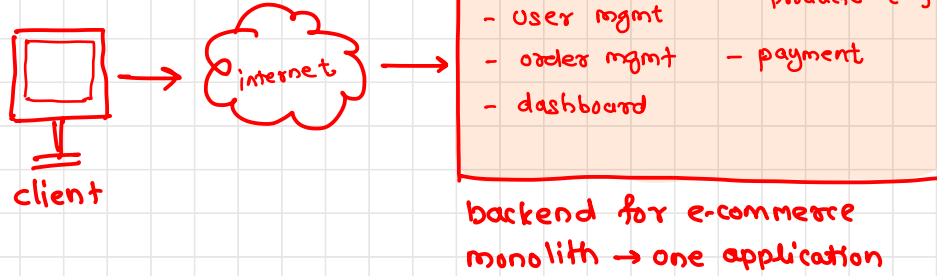 - user mgmt
internet
- order mgmt - payment
- dashboard
client
backend for e-commerce
monolith → one application